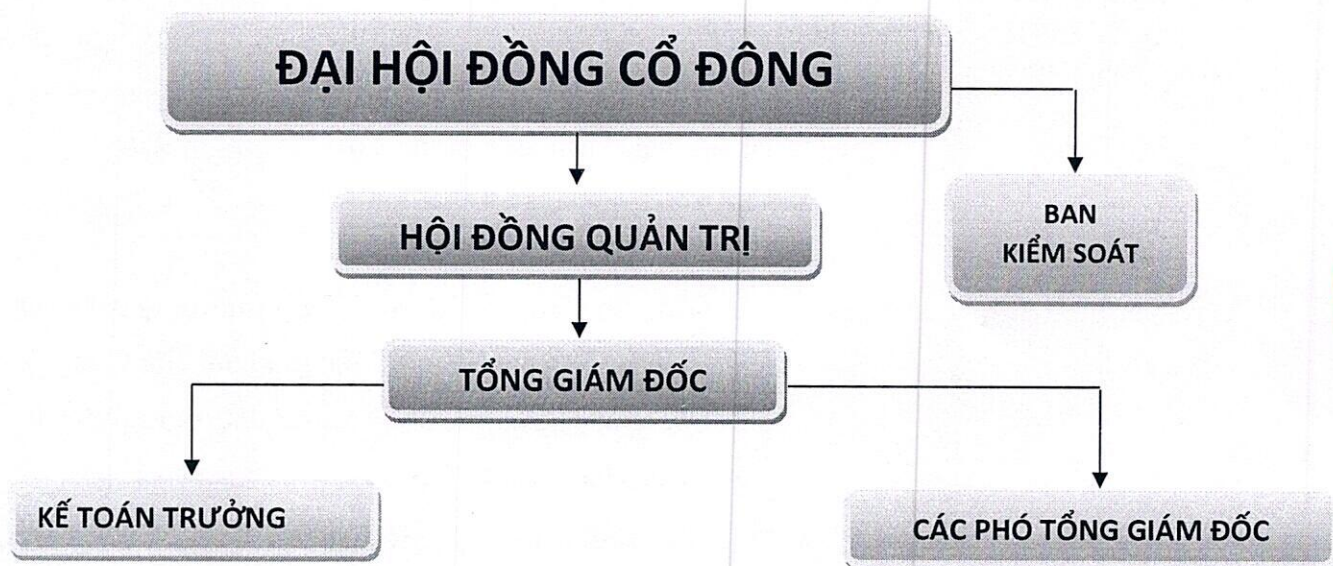 ĐẠI HỘI ĐỒNG CỔ ĐÔNG
HỘI ĐỒNG QUẢN TRỊ
BAN
KIỂM SOÁT
TỔNG GIÁM ĐỐC
KẾ TOÁN TRƯỞNG
CÁC PHÓ TỔNG GIÁM ĐỐC